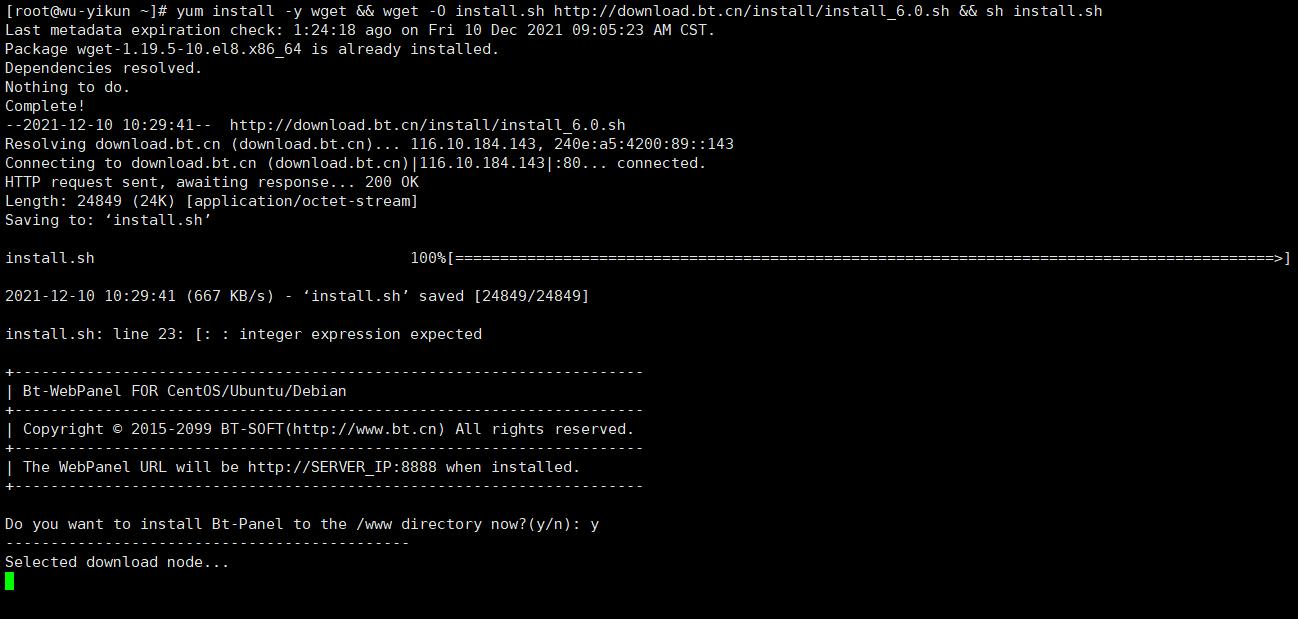 [root@wu-yikun ~]# yum install -y wget && wget -O install.sh http://download.bt.cn/install/install_6.0.sh && sh install.sh
Last metadata expiration check: 1:24:18 ago on Fri 10 Dec 2021 09:05:23 AM CST.
Package wget-1.19.5-10.el8.x86_64 is already installed.
Dependencies resolved.
Nothing to do.
Complete!
--2021-12-10 10:29:41--  http://download.bt.cn/install/install_6.0.sh
Resolving download.bt.cn (download.bt.cn)... 116.10.184.143, 240e:a5:4200:89::143
Connecting to download.bt.cn (download.bt.cn)|116.10.184.143|:80... connected.
HTTP request sent, awaiting response... 200 OK
Length: 24849 (24K) [application/octet-stream]
Saving to: ‘install.sh’
install.sh 100%[===========================================================================================>]
2021-12-10 10:29:41 (667 KB/s) - ‘install.sh’ saved [24849/24849]
install.sh: line 23: [: : integer expression expected
+----------------------------------------------------------------------
| Bt-WebPanel FOR CentOS/Ubuntu/Debian
+----------------------------------------------------------------------
| Copyright © 2015-2099 BT-SOFT(http://www.bt.cn) All rights reserved.
+----------------------------------------------------------------------
| The WebPanel URL will be http://SERVER_IP:8888 when installed.
+----------------------------------------------------------------------
Do you want to install Bt-Panel to the /www directory now?(y/n): y
---------------------------------------------
Selected download node...